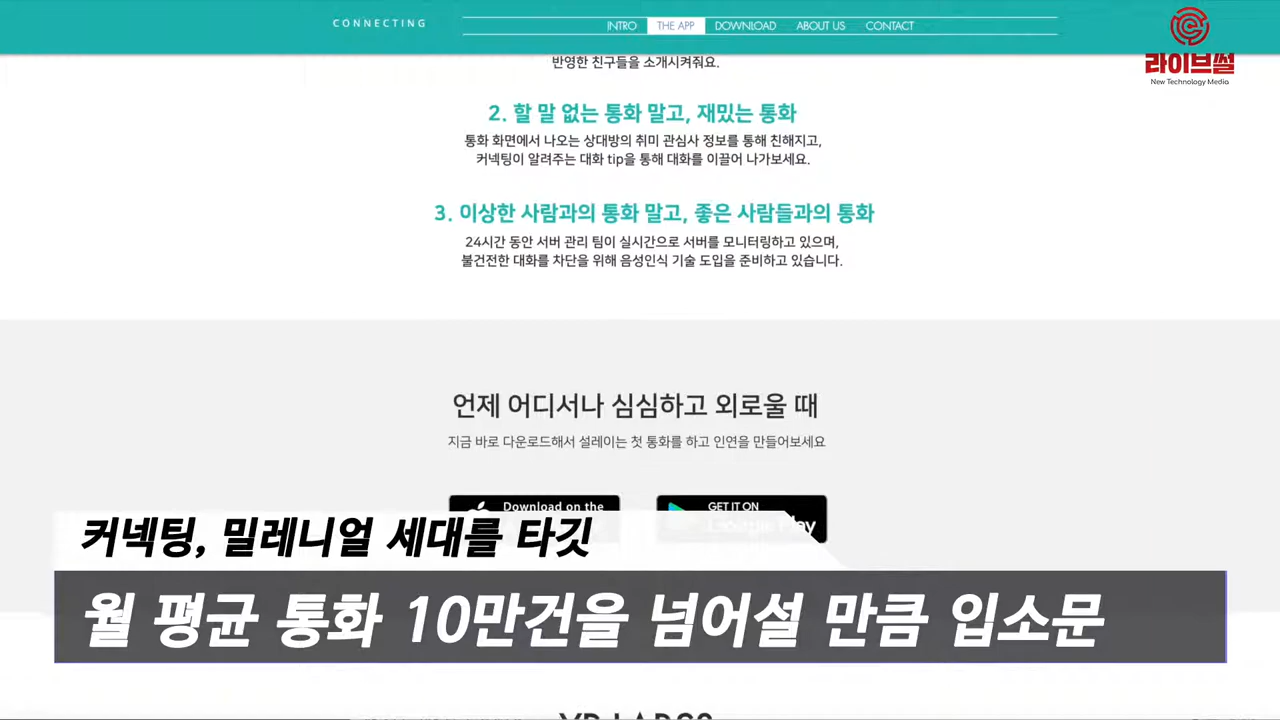 CONNECTING
INTRO THE APP DOWNLOAD ABOUT US CONTACT
라이브썰
New Technology Media
반영한 친구들을 소개시켜줘요.
2. 할 말 없는 통화 말고, 재밌는 통화
통화 화면에서 나오는 상대방의 취미 관심사 정보를 통해 친해지고,
커넥팅이 알려주는 대화 tip을 통해 대화를 이끌어 나가보세요.
3. 이상한 사람과의 통화 말고, 좋은 사람들과의 통화
24시간 동안 서버 관리 팀이 실시간으로 서버를 모니터링하고 있으며,
불건전한 대화를 차단을 위해 음성인식 기술 도입을 준비하고 있습니다.
언제 어디서나 심심하고 외로울 때
지금 바로 다운로드해서 설레이는 첫 통화를 하고 인연을 만들어보세요
Download on the
GET IT ON
Google Play
커넥팅, 밀레니얼 세대를 타깃
월 평균 통화 10만건을 넘어설 만큼 입소문